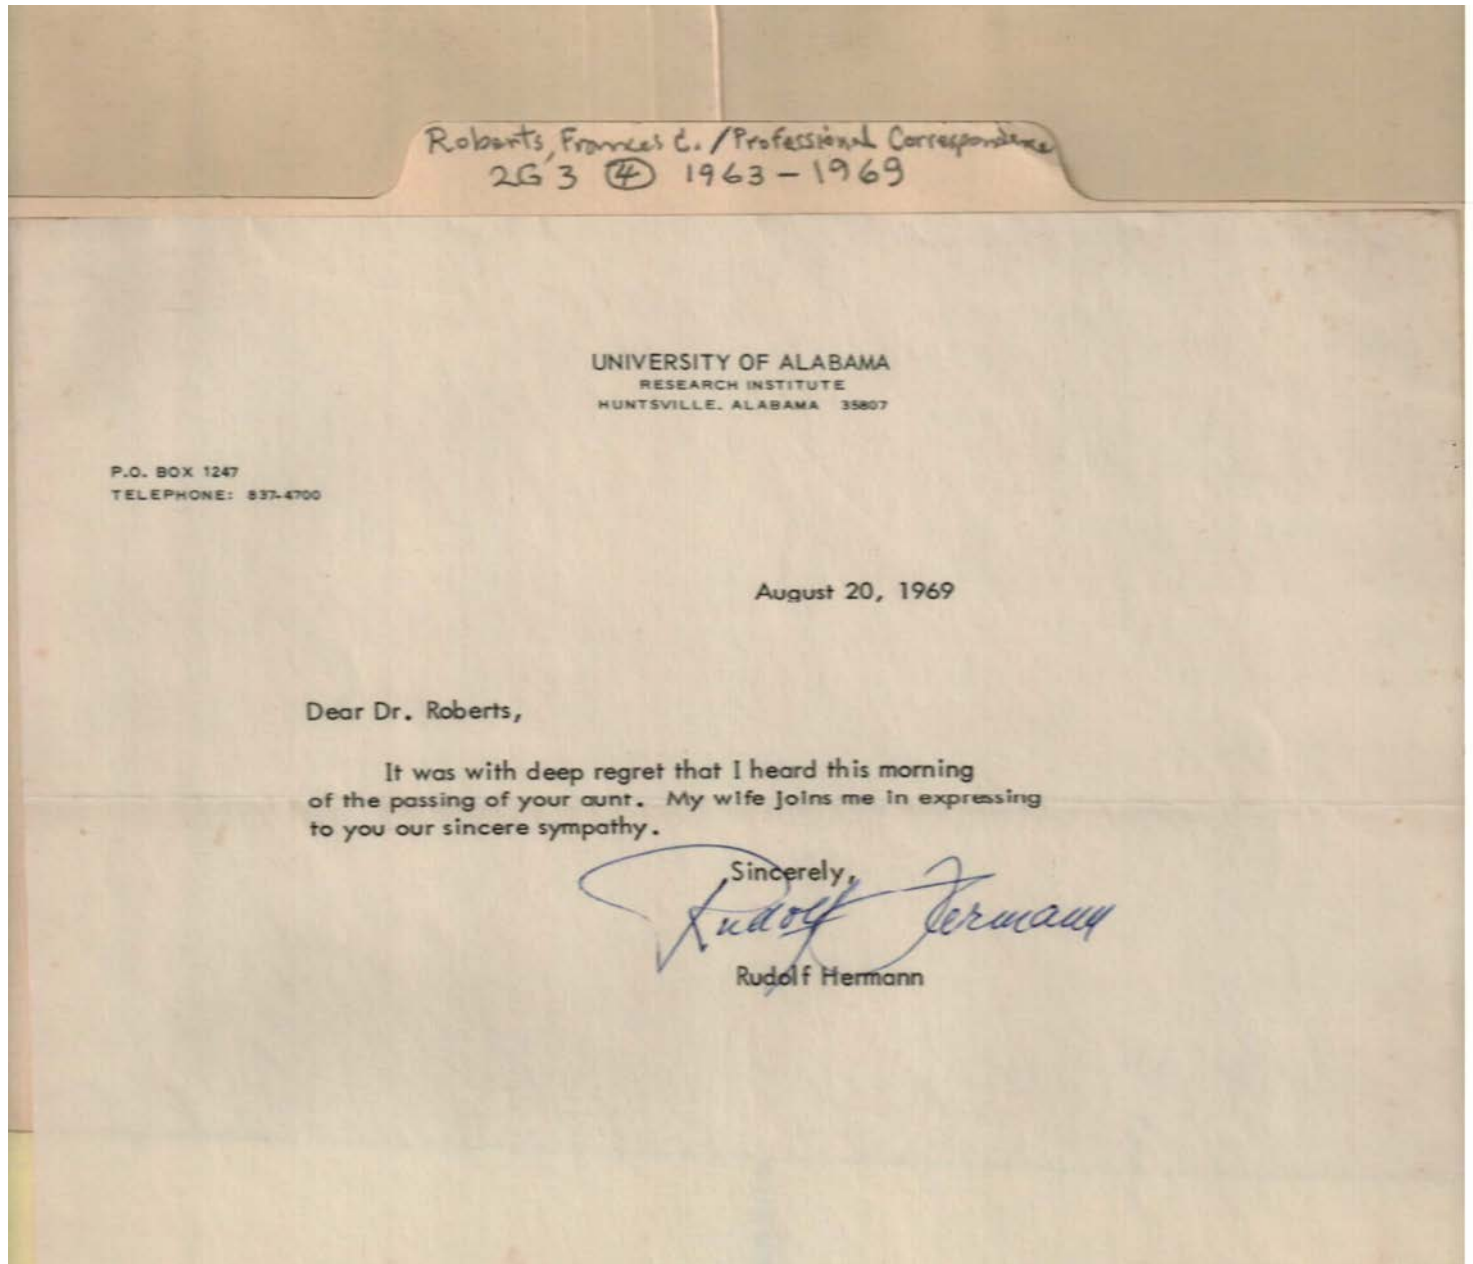 Roberts, Frances C. / Professional Correspondence
2G3 ④ 1963 - 1969
UNIVERSITY OF ALABAMA
RESEARCH INSTITUTE
HUNTSVILLE, ALABAMA 35807
P.O. BOX 1247
TELEPHONE: 837-4700
August 20, 1969
Dear Dr. Roberts,
It was with deep regret that I heard this morning
of the passing of your aunt. My wife joins me in expressing
to you our sincere sympathy.
Sincerely,
Rudolf Hermann
Rudolf Hermann